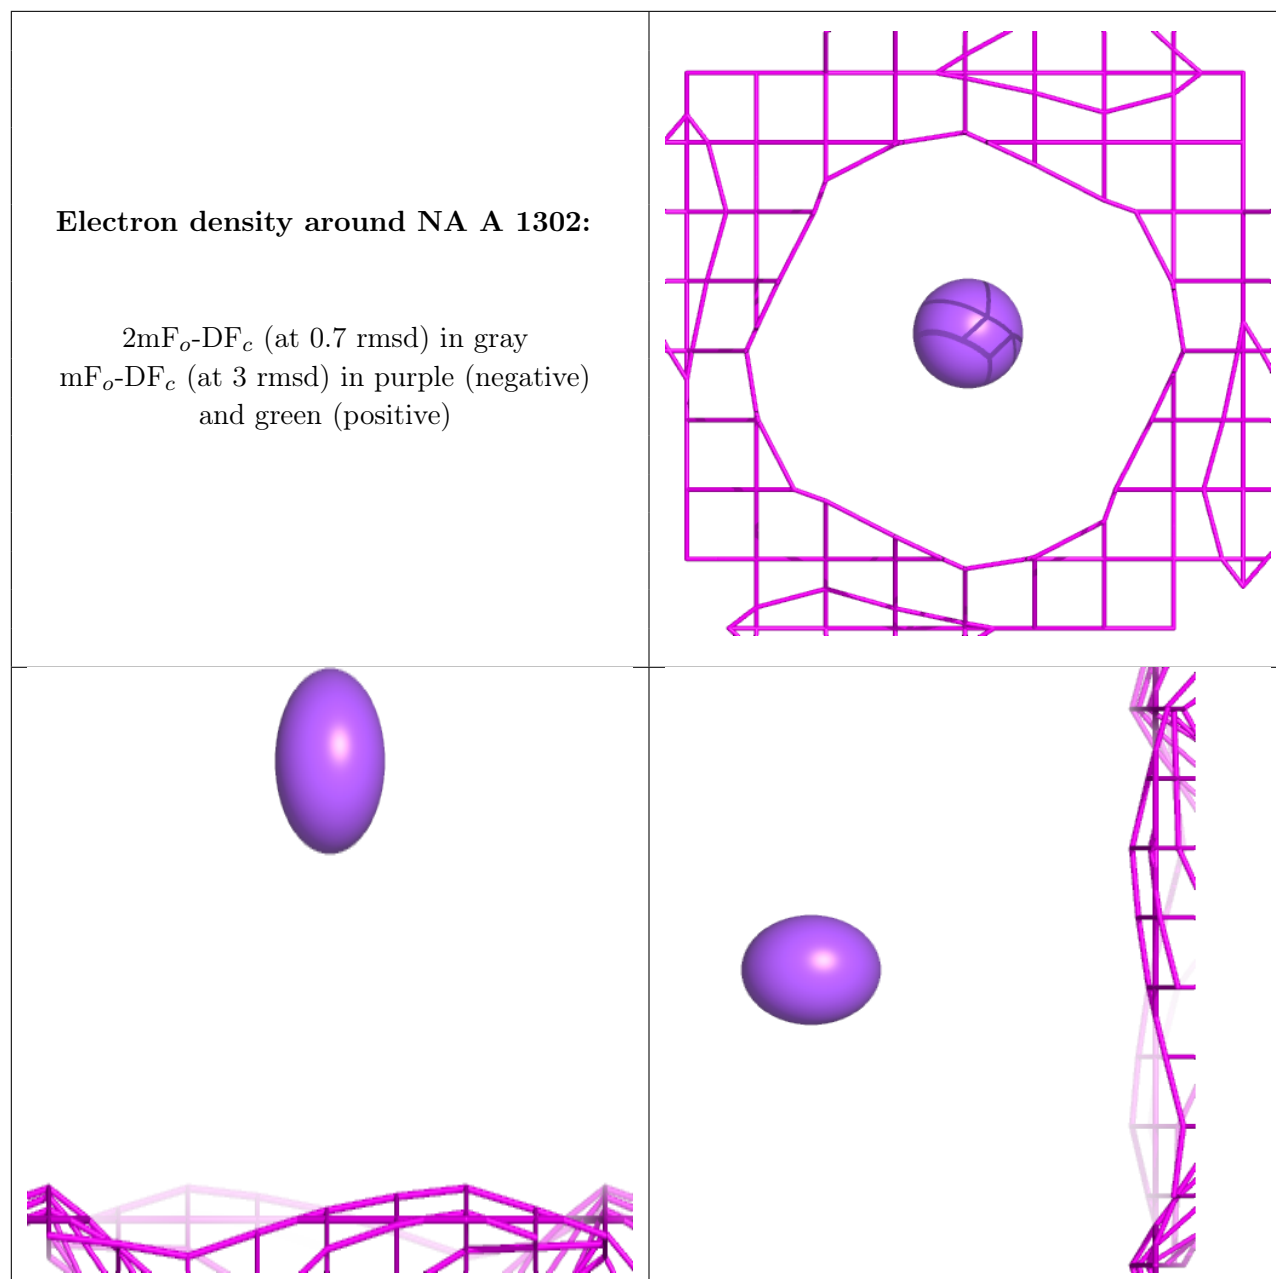 Electron density around NA A 1302:
2mFo-DFc (at 0.7 rmsd) in gray
mFo-DFc (at 3 rmsd) in purple (negative)
and green (positive)